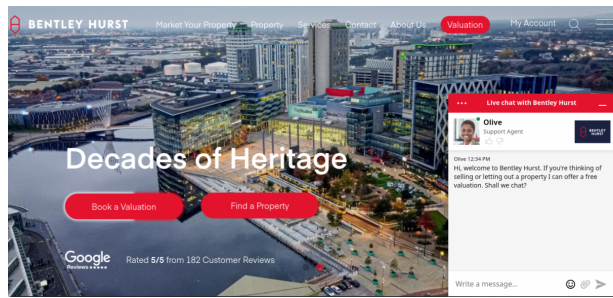 BENTLEY HURST
Market Your Property Property Services Contact About Us Valuation My Account
Live chat with Bentley Hurst
Olive
Support Agent
BENTLEY
HURST
Olive 12:34 PM
Hi, welcome to Bentley Hurst. If you're thinking of
selling or letting out a property I can offer a free
valuation. Shall we chat?
Decades of Heritage
Book a Valuation Find a Property
Google
Reviews
Rated 5/5 from 182 Customer Reviews
Write a message...